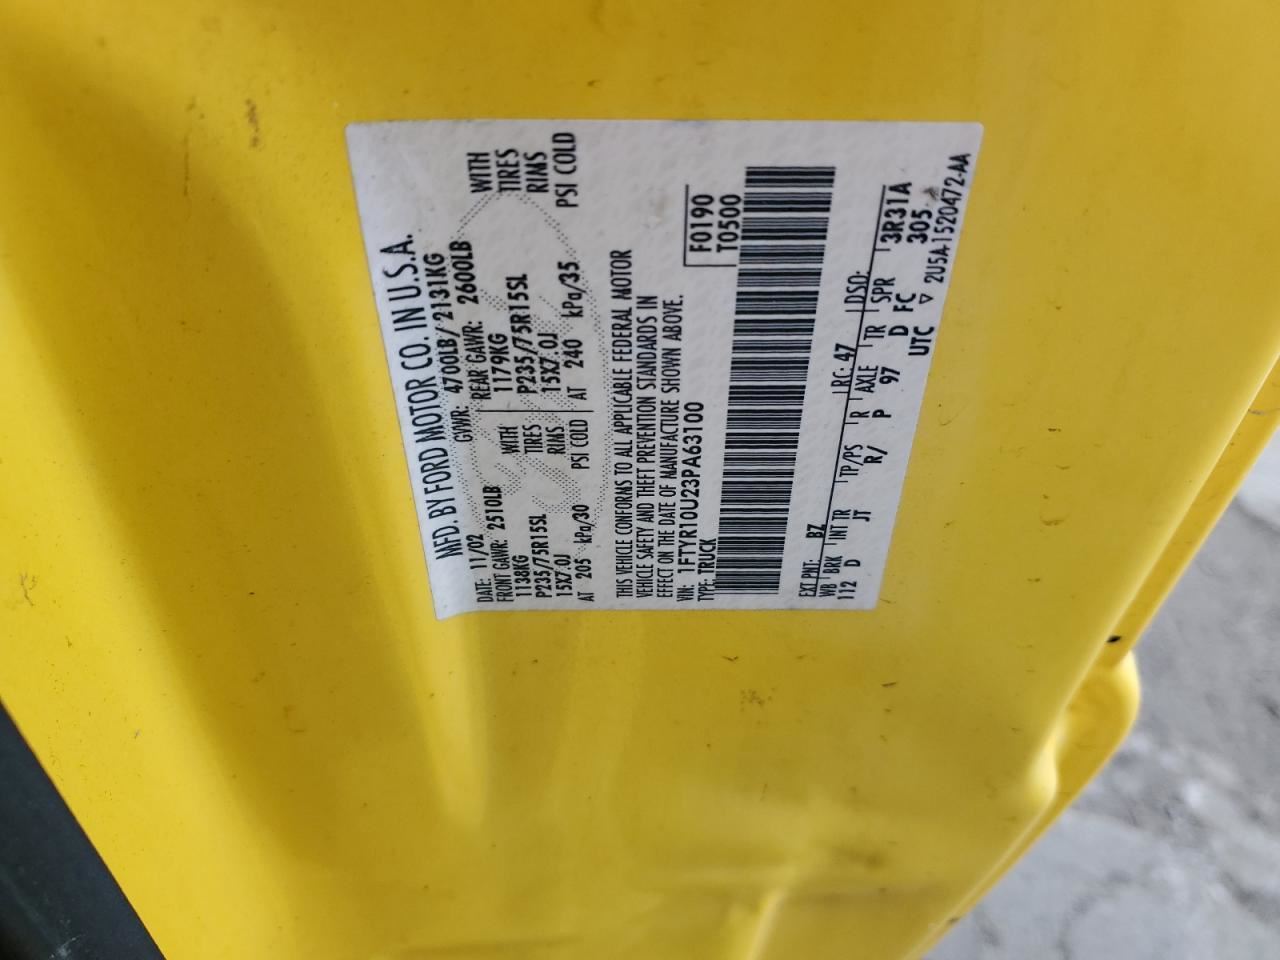 MFD. BY FORD MOTOR CO. IN U.S.A.
DATE: 11/02 GVWR: 4700LB/ 2131KG
FRONT GAWR: 2510LB REAR GAWR: 2600LB
1138KG WITH 1179KG WITH
P235/75R15SL TIRES P235/75R15SL TIRES
15X7.0J RIMS 15X7.0J RIMS
AT 205 kPa/30 PSI COLD AT 240 kPa/35 PSI COLD
THIS VEHICLE CONFORMS TO ALL APPLICABLE FEDERAL MOTOR
VEHICLE SAFETY AND THEFT PREVENTION STANDARDS IN
EFFECT ON THE DATE OF MANUFACTURE SHOWN ABOVE.
VIN: 1FTYR10U23PA63100
TYPE: TRUCK
F0190
T0500
EXT PNT: BZ RC: 47 DSO:
WB BRK INT TR TP/PS R AXLE TR SPR 3R31A
112 D JT R/ P 97 D FC 305
UTC ▽ 2U5A-1520472-AA